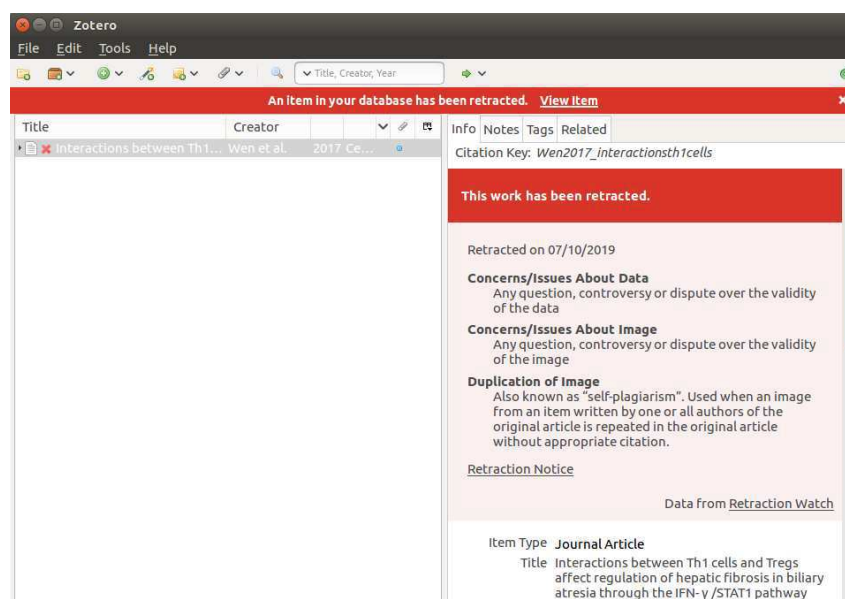 Zotero
File Edit Tools Help
Title, Creator, Year
An item in your database has been retracted. View Item
Title Creator
Interactions between Th1... Wen et al. 2017 Ce...
Info Notes Tags Related
Citation Key: Wen2017_interactionsth1cells
This work has been retracted.
Retracted on 07/10/2019
Concerns/Issues About Data
Any question, controversy or dispute over the validity
of the data
Concerns/Issues About Image
Any question, controversy or dispute over the validity
of the image
Duplication of Image
Also known as “self-plagiarism”. Used when an image
from an item written by one or all authors of the
original article is repeated in the original article
without appropriate citation.
Retraction Notice
Data from Retraction Watch
Item Type Journal Article
Title Interactions between Th1 cells and Tregs
affect regulation of hepatic fibrosis in biliary
atresia through the IFN-γ /STAT1 pathway